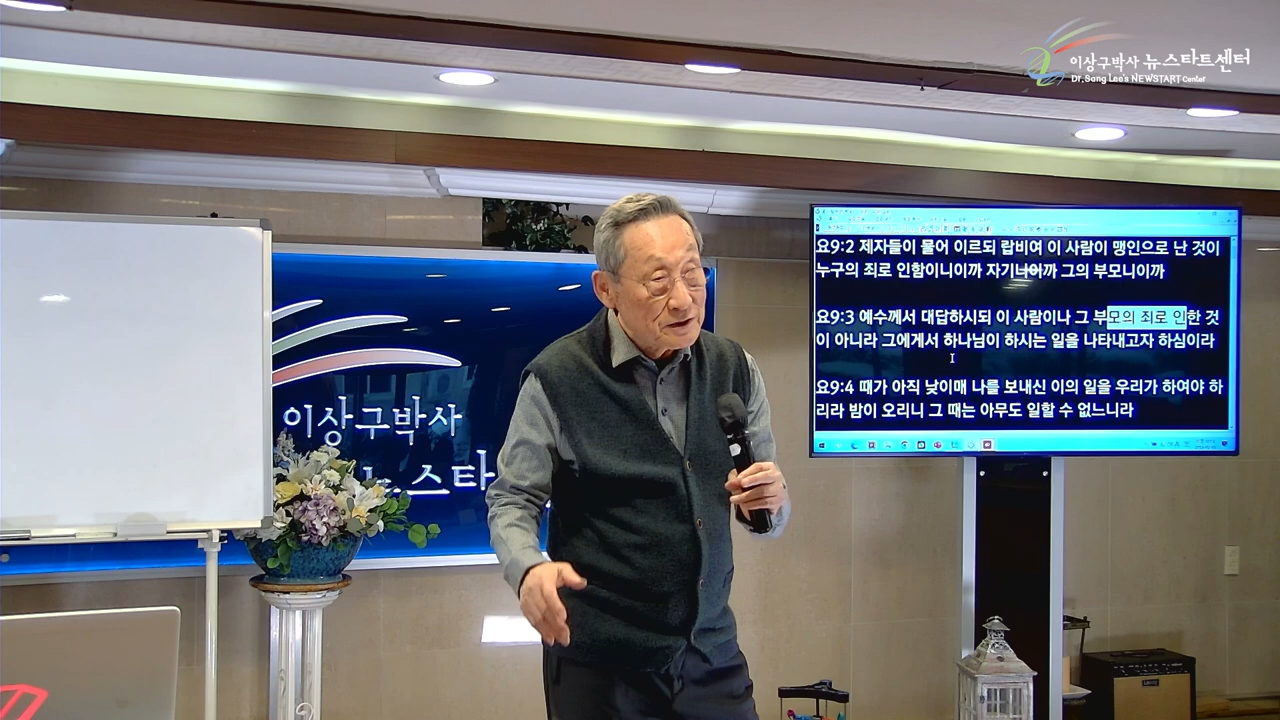 이상구박사 뉴스타트센터
Dr. Sang Lee's NEWSTART Center
요9:2 제자들이 물어 이르되 랍비여 이 사람이 맹인으로 난 것이
누구의 죄로 인함이니이까 자기니이까 그의 부모니이까
요9:3 예수께서 대답하시되 이 사람이나 그 부모의 죄로 인한 것
이 아니라 그에게서 하나님이 하시는 일을 나타내고자 하심이라
요9:4 때가 아직 낮이매 나를 보내신 이의 일을 우리가 하여야 하
리라 밤이 오리니 그 때는 아무도 일할 수 없느니라
이상구박사
뉴스타